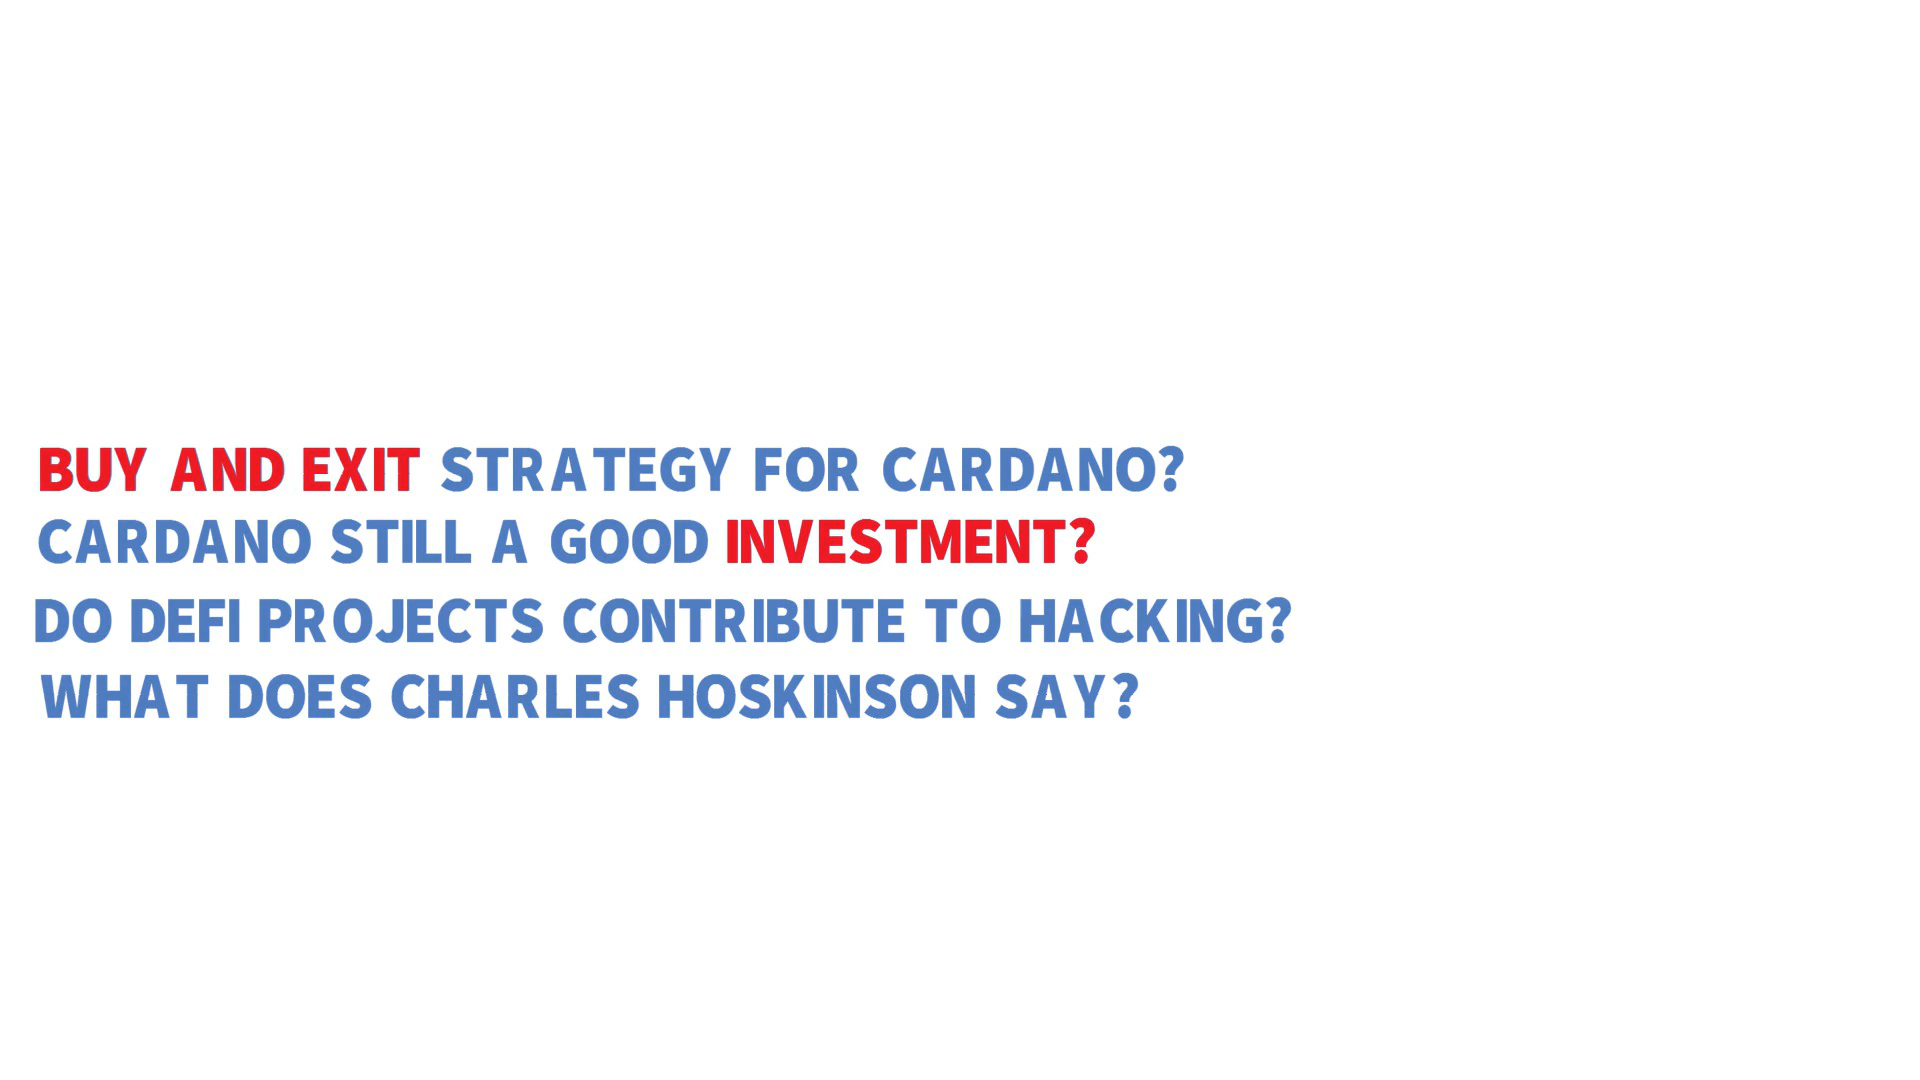 BUY AND EXIT STRATEGY FOR CARDANO?
CARDANO STILL A GOOD INVESTMENT?
DO DEFI PROJECTS CONTRIBUTE TO HACKING?
WHAT DOES CHARLES HOSKINSON SAY?